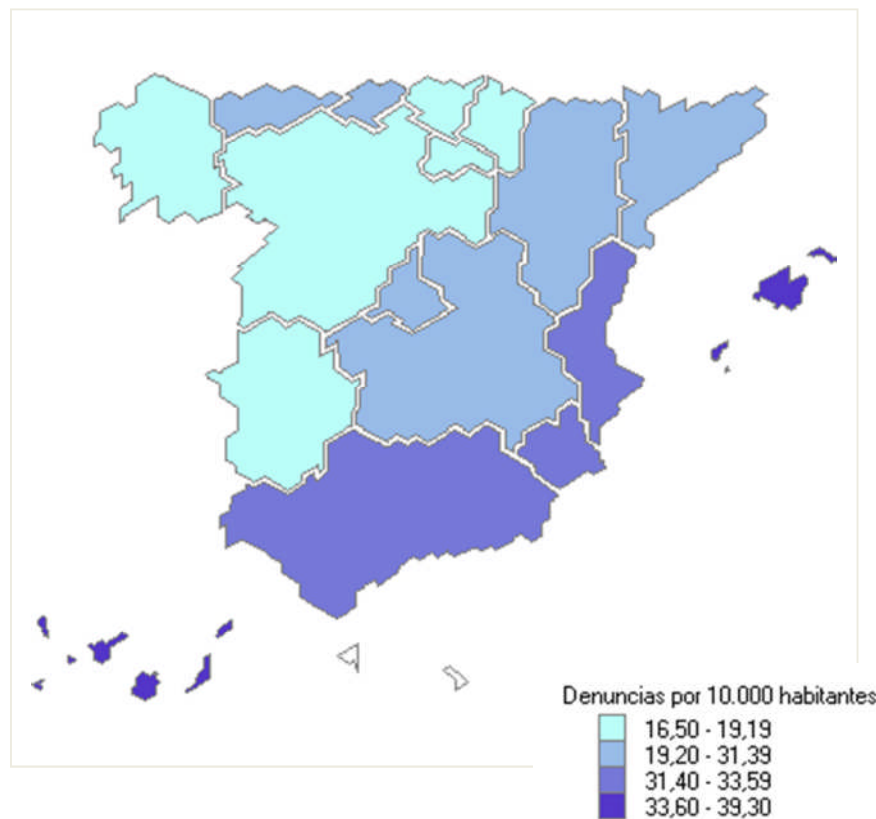 Denuncias por 10.000 habitantes
16,50 - 19,19
19,20 - 31,39
31,40 - 33,59
33,60 - 39,30